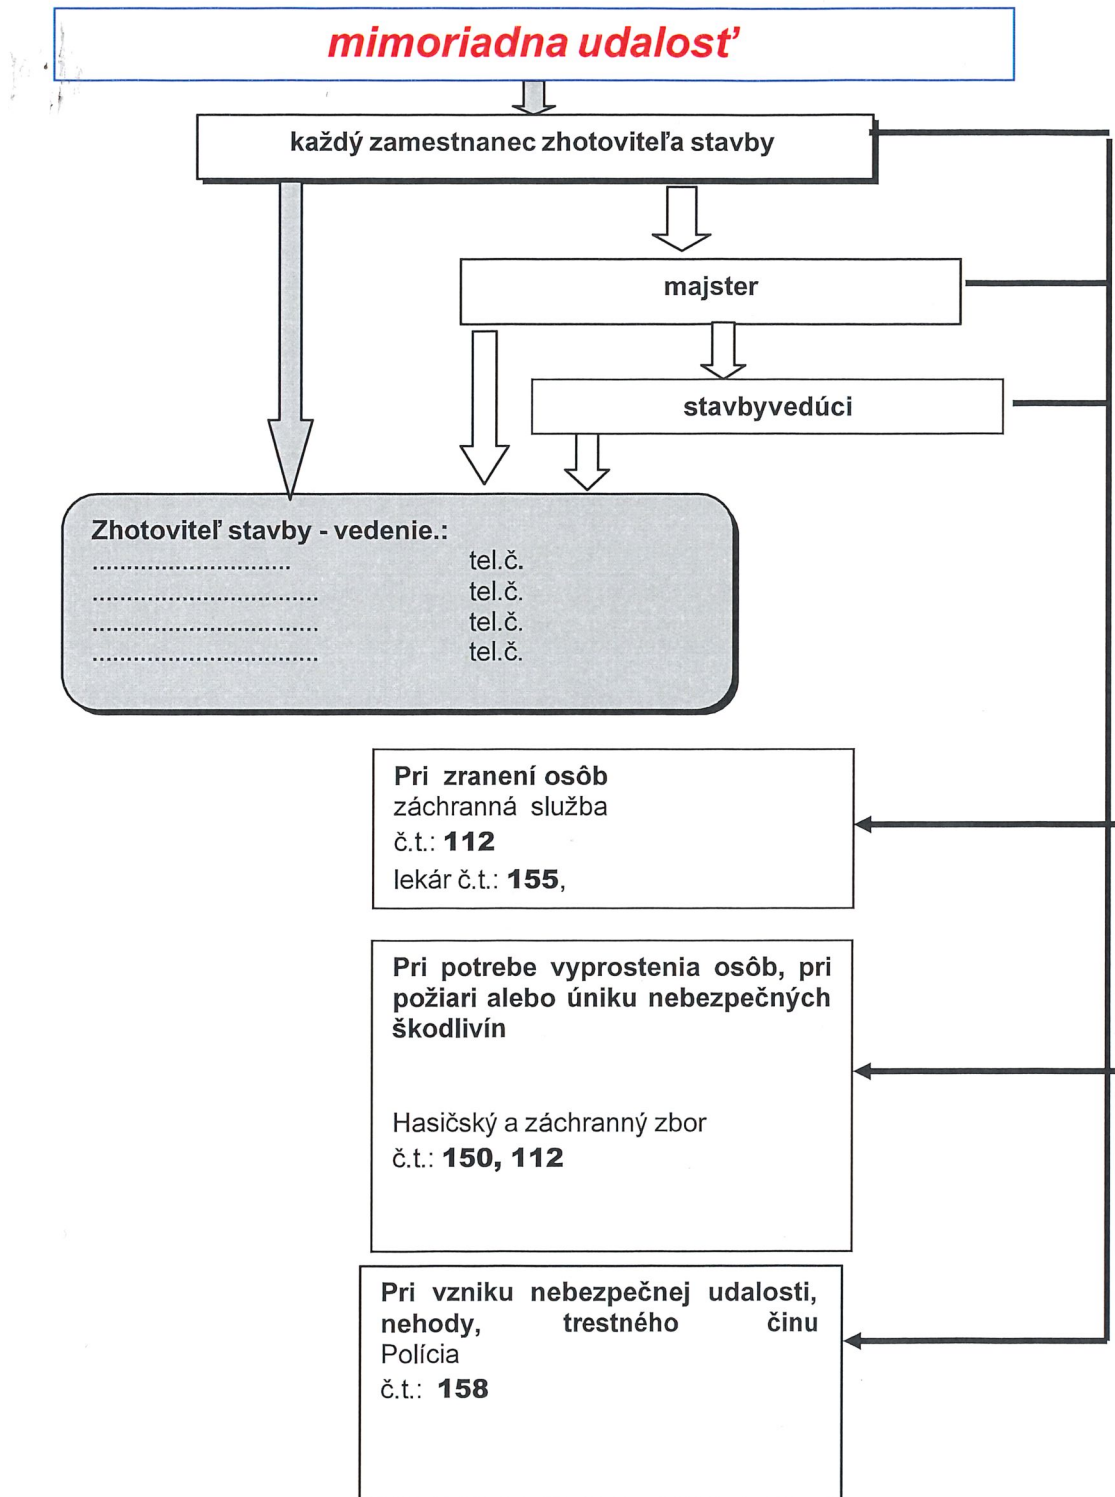 mimoriadna udalosť
každý zamestnanec zhotoviteľa stavby
majster
stavbyvedúci
Zhotoviteľ stavby - vedenie.:
............................. tel.č.
................................. tel.č.
................................. tel.č.
................................. tel.č.
Pri zranení osôb
záchranná služba
č.t.: 112
lekár č.t.: 155,
Pri potrebe vyprostenia osôb, pri
požiari alebo úniku nebezpečných
škodlivín
Hasičský a záchranný zbor
č.t.: 150, 112
Pri vzniku nebezpečnej udalosti,
nehody, trestného činu
Polícia
č.t.: 158